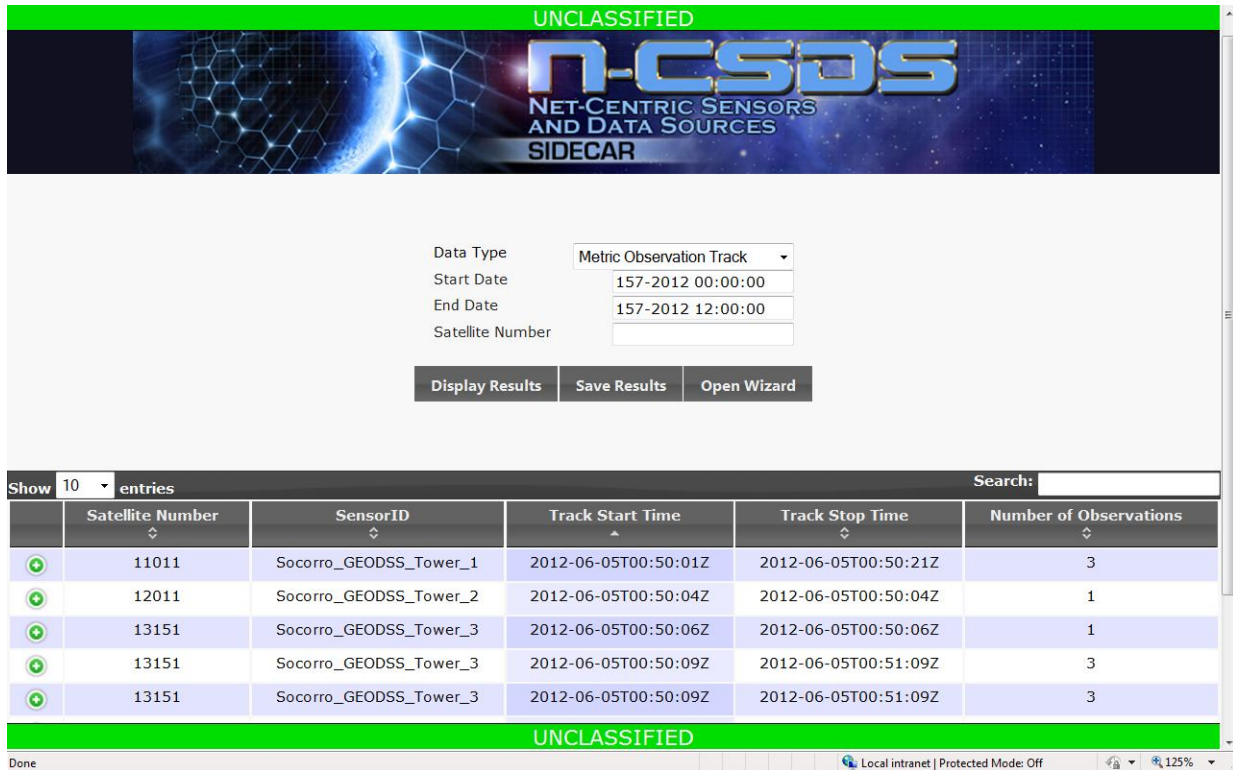 UNCLASSIFIED
n-CSDS
NET-CENTRIC SENSORS
AND DATA SOURCES
SIDECAR
Data Type Metric Observation Track
Start Date 157-2012 00:00:00
End Date 157-2012 12:00:00
Satellite Number
Display Results Save Results Open Wizard
Show 10 entries Search:
Satellite Number SensorID Track Start Time Track Stop Time Number of Observations
11011 Socorro_GEODSS_Tower_1 2012-06-05T00:50:01Z 2012-06-05T00:50:21Z 3
12011 Socorro_GEODSS_Tower_2 2012-06-05T00:50:04Z 2012-06-05T00:50:04Z 1
13151 Socorro_GEODSS_Tower_3 2012-06-05T00:50:06Z 2012-06-05T00:50:06Z 1
13151 Socorro_GEODSS_Tower_3 2012-06-05T00:50:09Z 2012-06-05T00:51:09Z 3
13151 Socorro_GEODSS_Tower_3 2012-06-05T00:50:09Z 2012-06-05T00:51:09Z 3
UNCLASSIFIED
Done Local intranet | Protected Mode: Off 125%